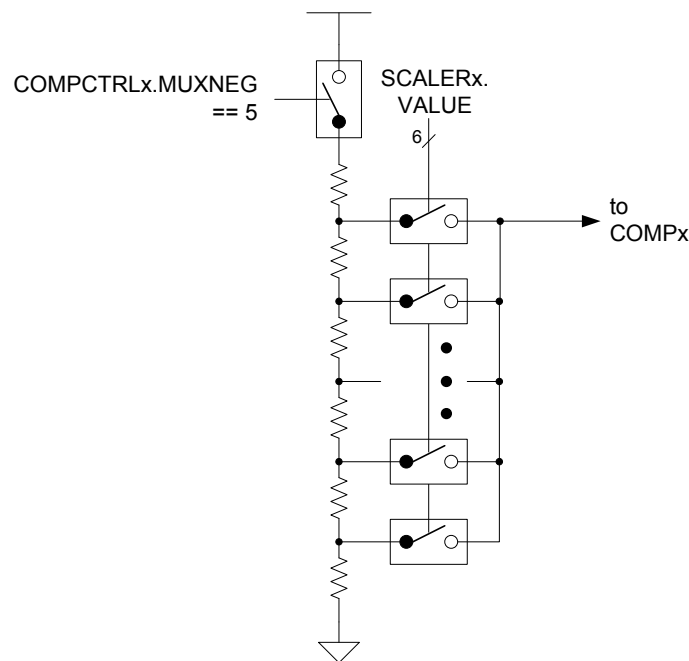 COMPCTRLx.MUXNEG
== 5
SCALERx.
VALUE
6
to
COMPx